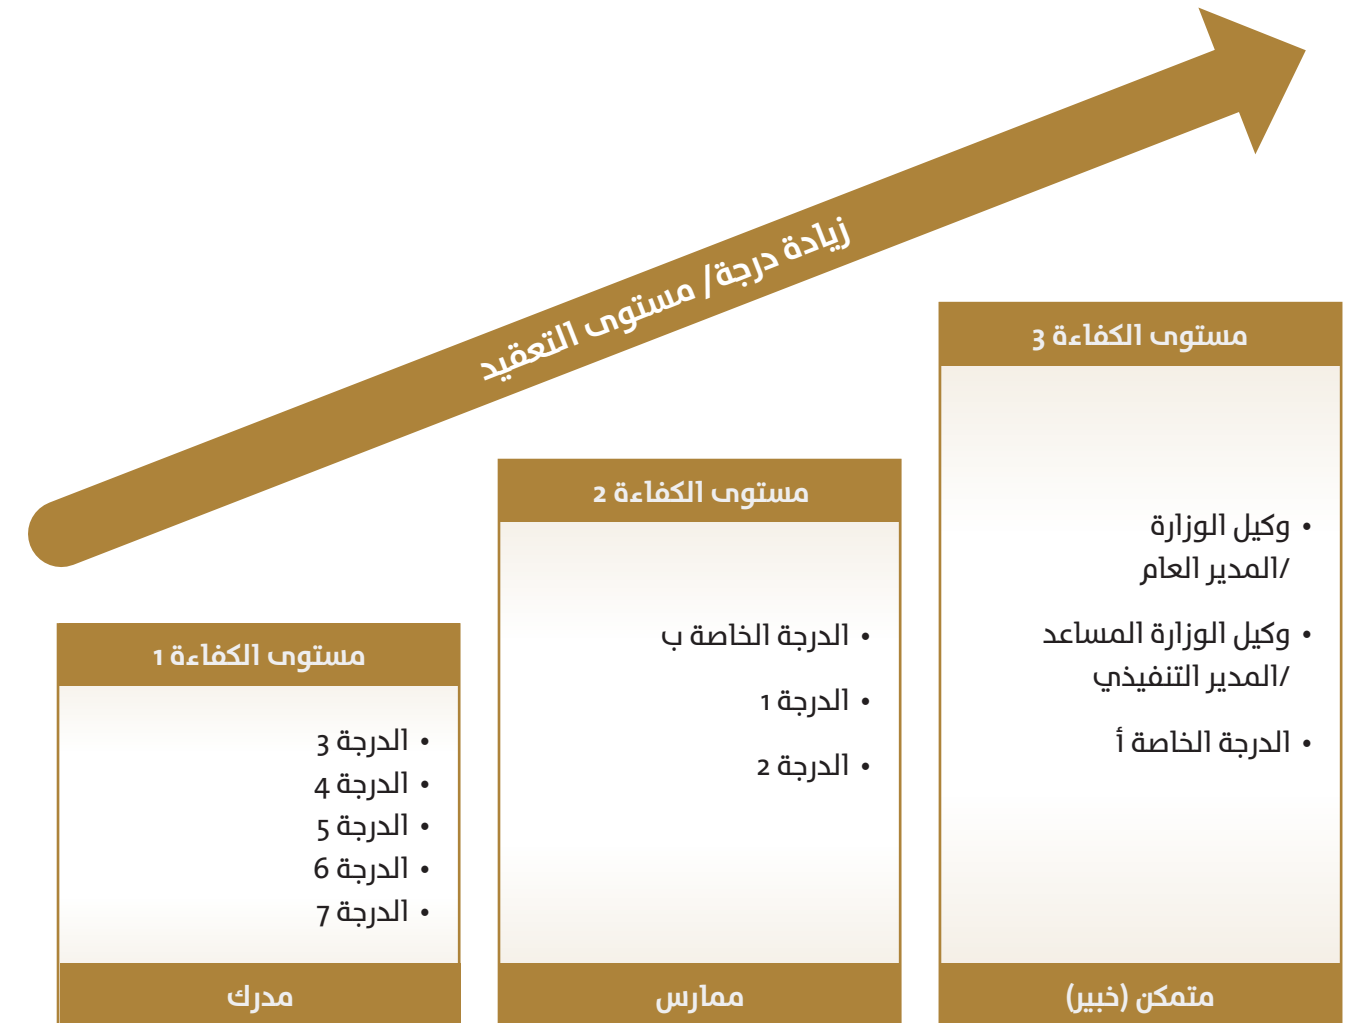 زيادة درجة/ مستوى التعقيد
مستوى الكفاءة 3
• وكيل الوزارة
/المدير العام
• وكيل الوزارة المساعد
/المدير التنفيذي
• الدرجة الخاصة أ
متمكن (خبير)
مستوى الكفاءة 2
• الدرجة الخاصة ب
• الدرجة 1
• الدرجة 2
ممارس
مستوى الكفاءة 1
• الدرجة 3
• الدرجة 4
• الدرجة 5
• الدرجة 6
• الدرجة 7
مدرك